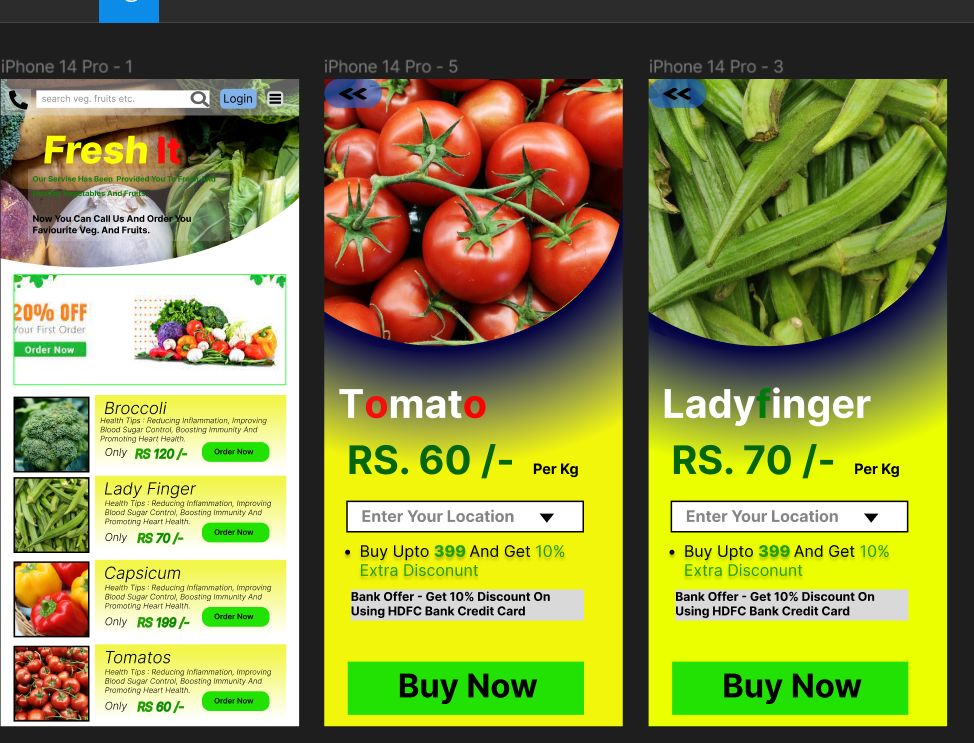 iPhone 14 Pro - 1
search veg. fruits etc.
Login
Fresh It
Our Servise Has Been Provided You To Fresh And
Vegetables And Fruits
Now You Can Call Us And Order You
Faviourite Veg. And Fruits.
20% OFF
Your First Order
Order Now
Broccoli
Health Tips : Reducing Inflammation, Improving
Blood Sugar Control, Boosting Immunity And
Promoting Heart Health.
Only RS 120 /-
Order Now
Lady Finger
Health Tips : Reducing Inflammation, Improving
Blood Sugar Control, Boosting Immunity And
Promoting Heart Health.
Only RS 70 /-
Order Now
Capsicum
Health Tips : Reducing Inflammation, Improving
Blood Sugar Control, Boosting Immunity And
Promoting Heart Health.
Only RS 199 /-
Order Now
Tomatos
Health Tips : Reducing Inflammation, Improving
Blood Sugar Control, Boosting Immunity And
Promoting Heart Health.
Only RS 60 /-
Order Now
iPhone 14 Pro - 5
<<
Tomato
RS. 60 /- Per Kg
Enter Your Location
• Buy Upto 399 And Get 10%
Extra Disconunt
Bank Offer - Get 10% Discount On
Using HDFC Bank Credit Card
Buy Now
iPhone 14 Pro - 3
<<
Ladyfinger
RS. 70 /- Per Kg
Enter Your Location
• Buy Upto 399 And Get 10%
Extra Disconunt
Bank Offer - Get 10% Discount On
Using HDFC Bank Credit Card
Buy Now